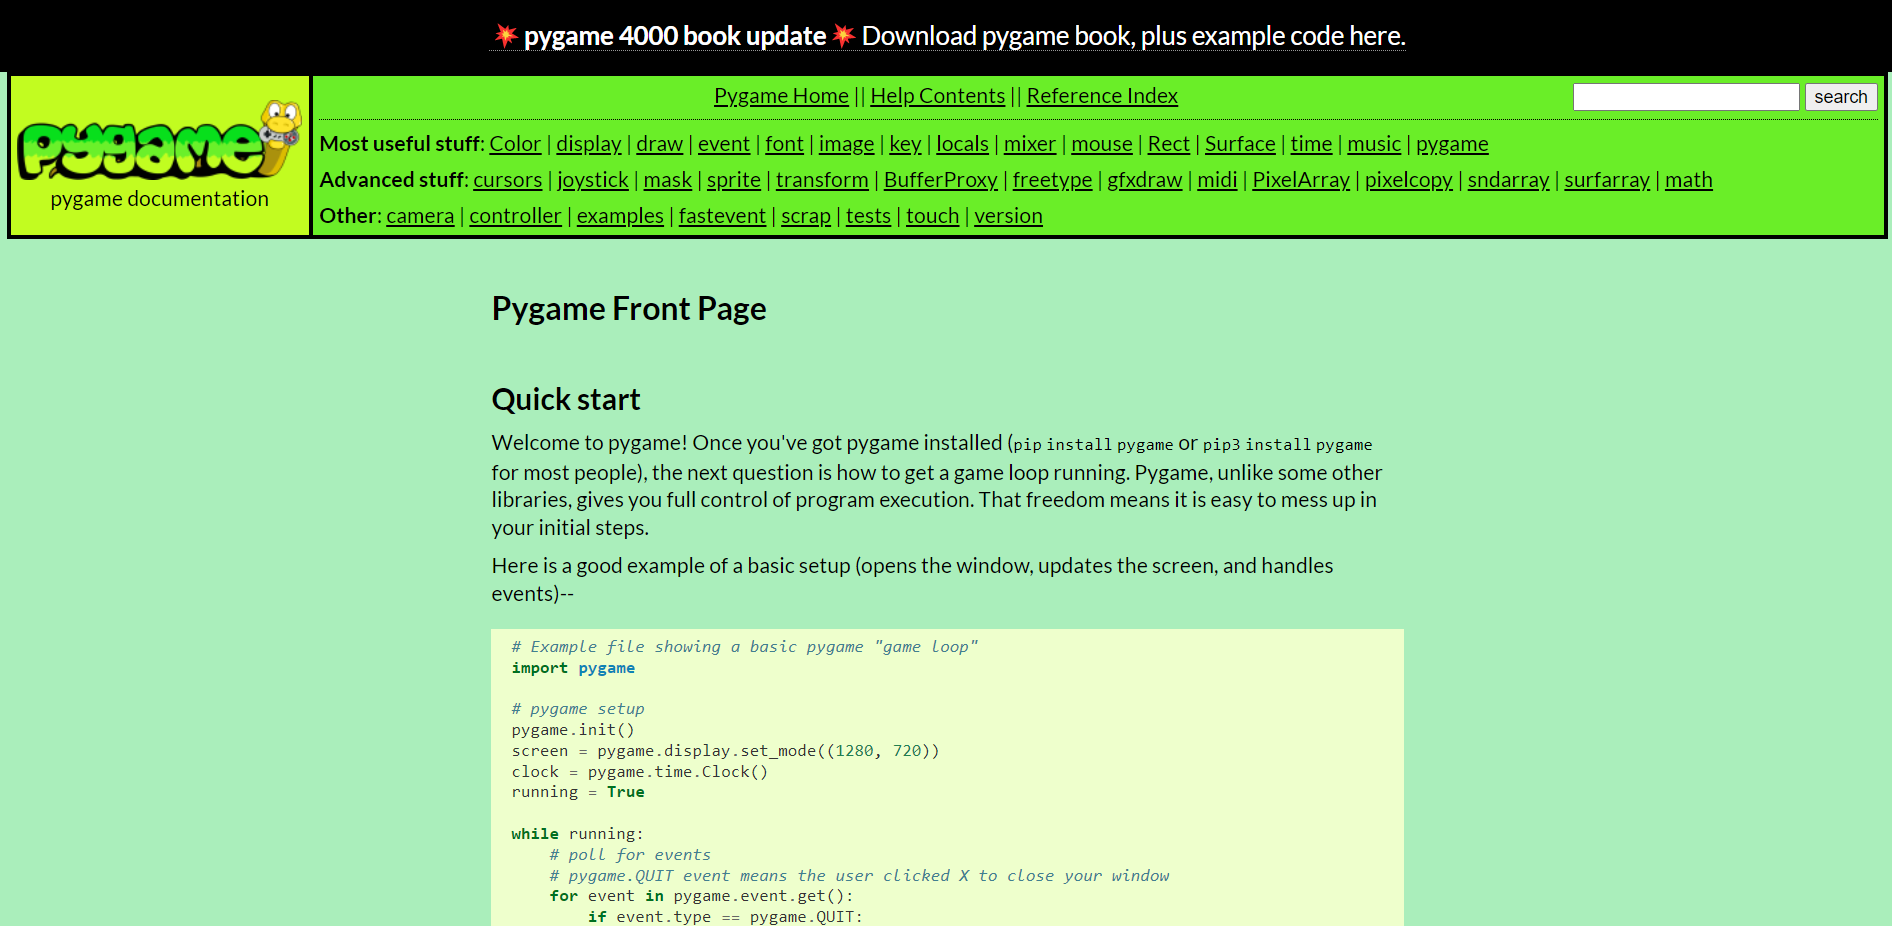 💥 pygame 4000 book update 💥 Download pygame book, plus example code here.
pygame
pygame documentation
Pygame Home || Help Contents || Reference Index
search
Most useful stuff: Color | display | draw | event | font | image | key | locals | mixer | mouse | Rect | Surface | time | music | pygame
Advanced stuff: cursors | joystick | mask | sprite | transform | BufferProxy | freetype | gfxdraw | midi | PixelArray | pixelcopy | sndarray | surfarray | math
Other: camera | controller | examples | fastevent | scrap | tests | touch | version
Pygame Front Page
Quick start
Welcome to pygame! Once you've got pygame installed (pip install pygame or pip3 install pygame
for most people), the next question is how to get a game loop running. Pygame, unlike some other
libraries, gives you full control of program execution. That freedom means it is easy to mess up in
your initial steps.
Here is a good example of a basic setup (opens the window, updates the screen, and handles
events)--
# Example file showing a basic pygame "game loop"
import pygame
# pygame setup
pygame.init()
screen = pygame.display.set_mode((1280, 720))
clock = pygame.time.Clock()
running = True
while running:
    # poll for events
    # pygame.QUIT event means the user clicked X to close your window
    for event in pygame.event.get():
        if event.type == pygame.QUIT: